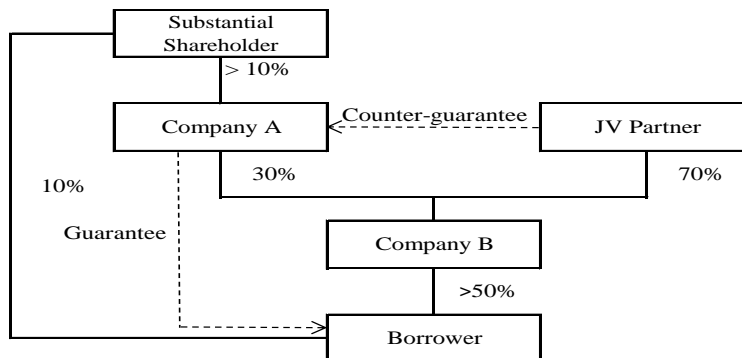 Substantial
Shareholder
> 10%
Company A
Counter-guarantee
JV Partner
10%
30%
70%
Guarantee
Company B
>50%
Borrower